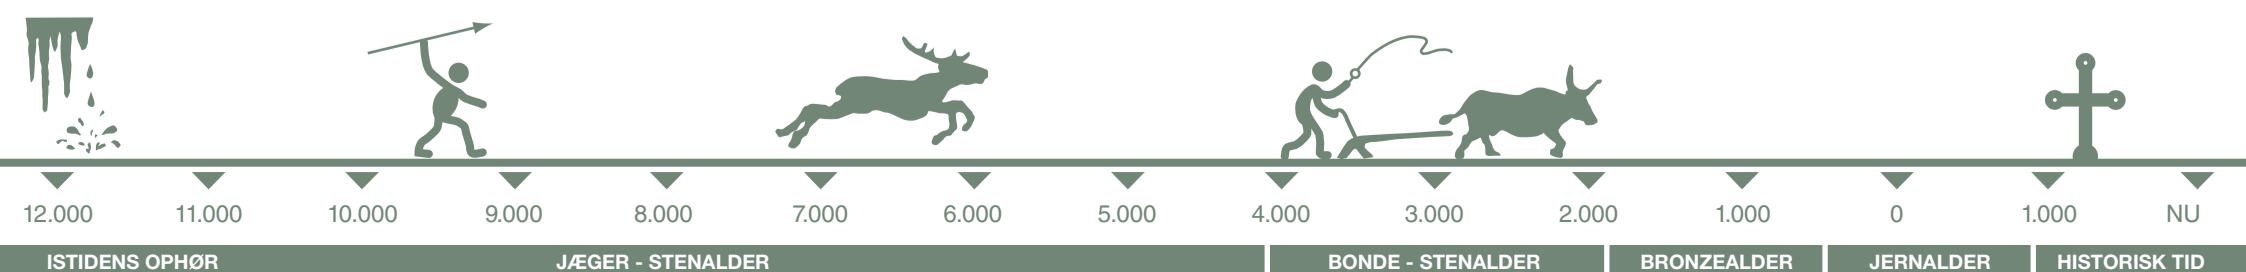 12.000 11.000 10.000 9.000 8.000 7.000 6.000 5.000 4.000 3.000 2.000 1.000 0 1.000 NU
ISTIDENS OPHØR JÆGER - STENALDER BONDE - STENALDER BRONZEALDER JERNALDER HISTORISK TID